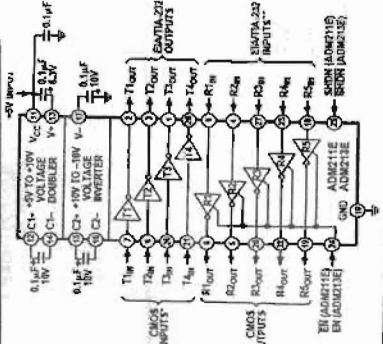 +5V INPUT
0.1µF
0.1µF
10V
C1+
C1–
+5V TO +10V
VOLTAGE
DOUBLER
VCC
V+
0.1µF
6.3V
0.1µF
10V
C2+
C2–
+10V TO –10V
VOLTAGE
INVERTER
V–
0.1µF
10V
CMOS
INPUTS*
T1IN
T1
T1OUT
T2IN
T2
T2OUT
T3IN
T3
T3OUT
T4IN
T4
T4OUT
EIA/TIA-232
OUTPUTS
CMOS
R1OUT
R1
R1IN
R2OUT
R2
R2IN
R3OUT
R3
R3IN
R4OUT
R4
R4IN
R5OUT
R5
R5IN
EIA/TIA-232
INPUTS**
EN (ADM211E)
EN (ADM213E)
GND
ADM211E
ADM213E
SHDN (ADM211E)
SHDN (ADM213E)